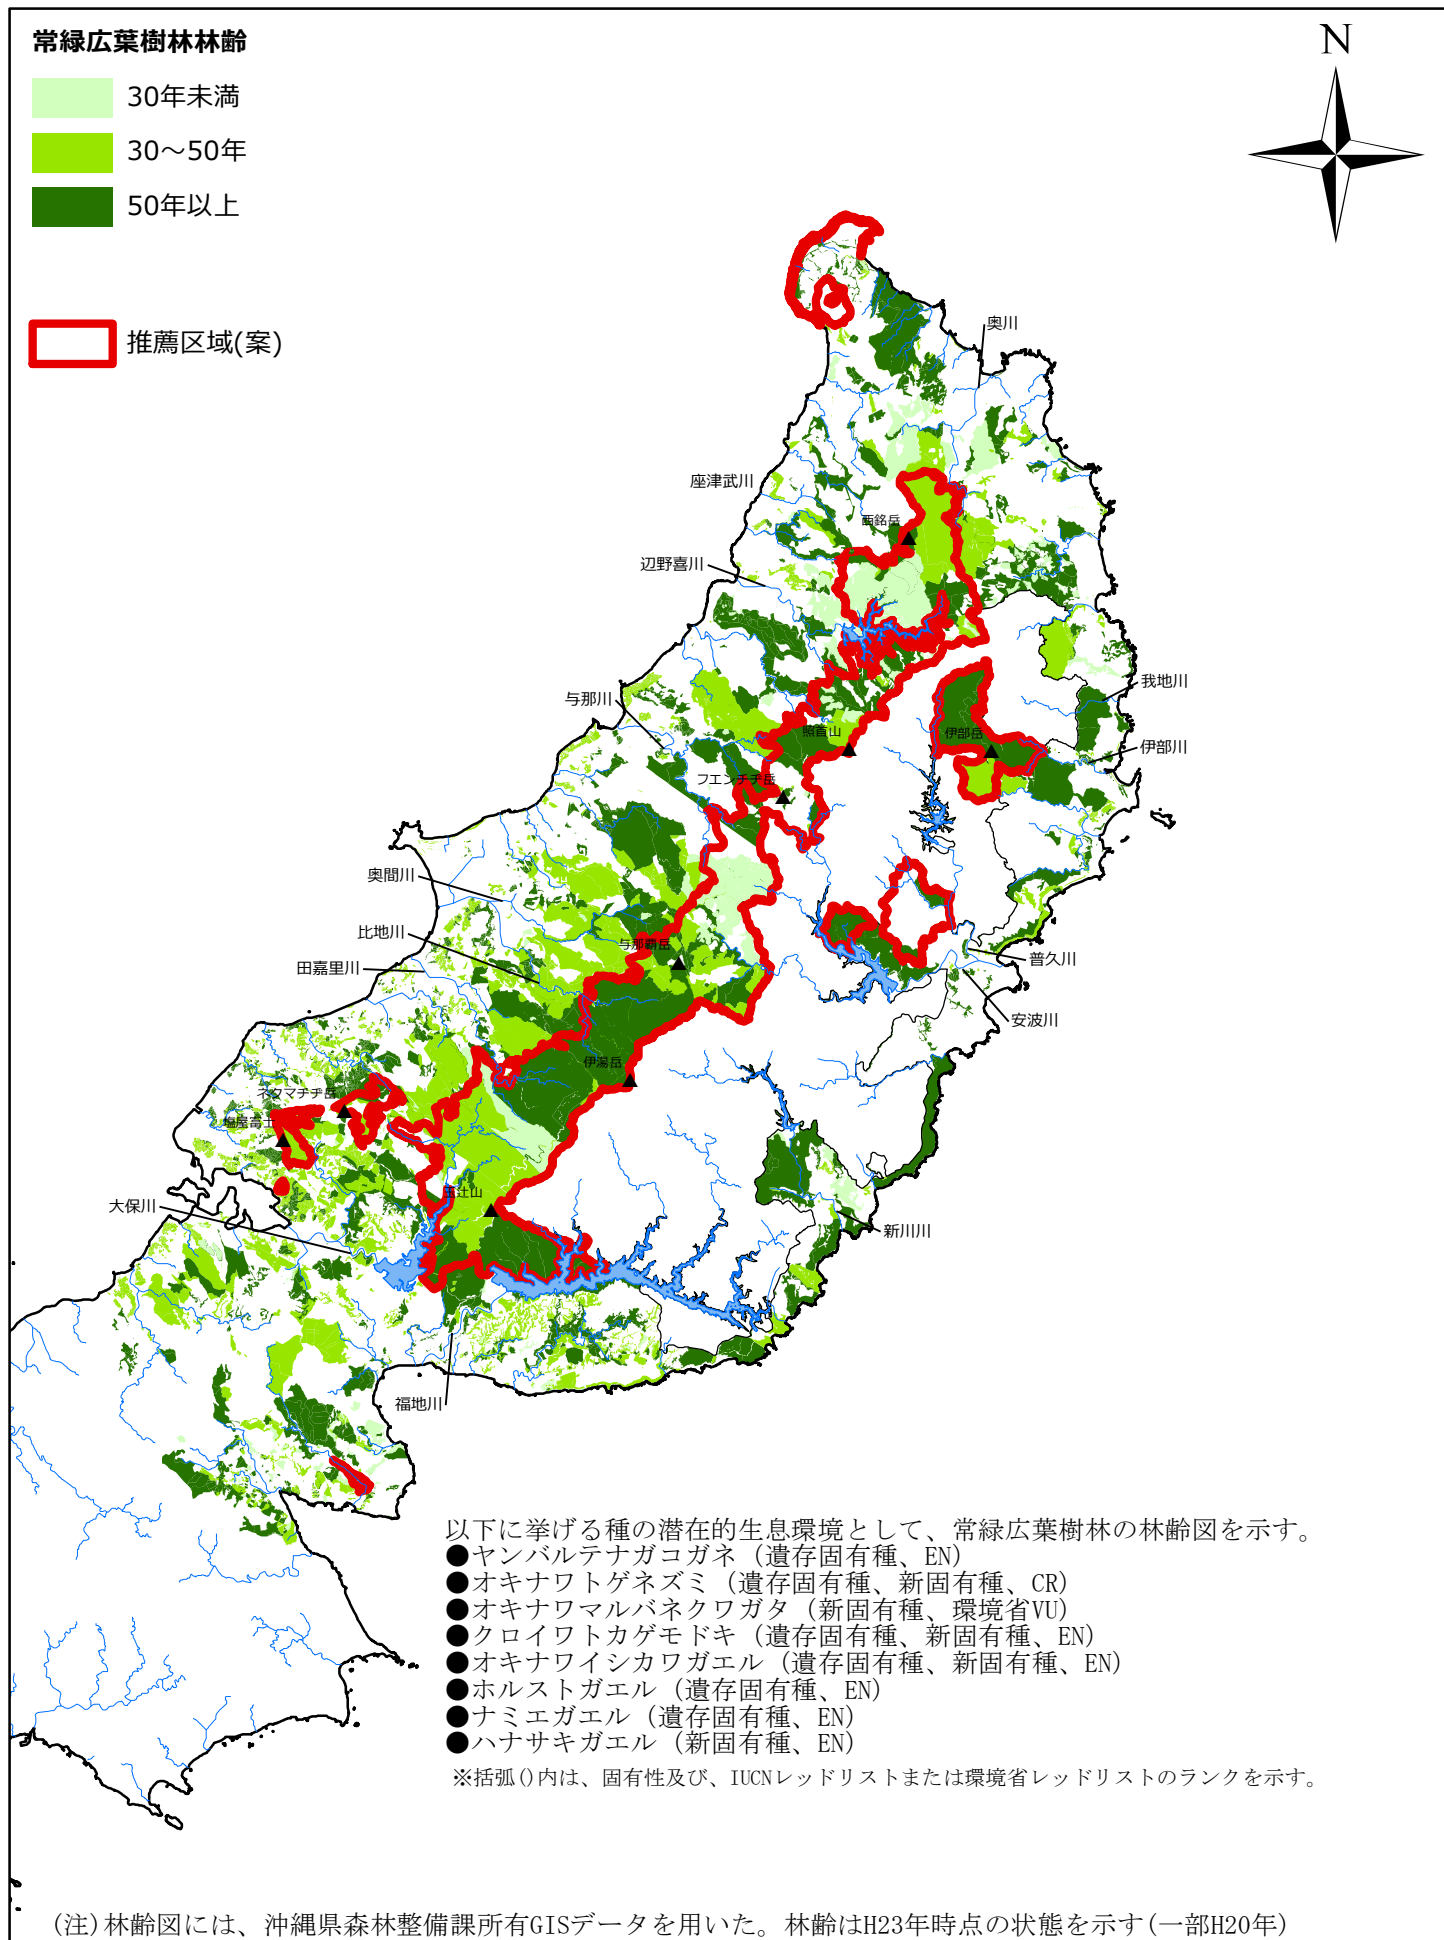 常緑広葉樹林林齢
30年未満
30～50年
50年以上
推薦区域(案)
N
奥川
座津武川
西銘岳
辺野喜川
我地川
与那川
照首山
伊部岳
伊部川
フエンチヂ岳
奥間川
比地川
与那覇岳
田嘉里川
普久川
安波川
伊湯岳
ネクマチヂ岳
塩屋富士
玉辻山
大保川
新川川
福地川
以下に挙げる種の潜在的生息環境として、常緑広葉樹林の林齢図を示す。
●ヤンバルテナガコガネ（遺存固有種、EN）
●オキナワトゲネズミ（遺存固有種、新固有種、CR）
●オキナワマルバネクワガタ（新固有種、環境省VU）
●クロイワトカゲモドキ（遺存固有種、新固有種、EN）
●オキナワイシカワガエル（遺存固有種、新固有種、EN）
●ホルストガエル（遺存固有種、EN）
●ナミエガエル（遺存固有種、EN）
●ハナサキガエル（新固有種、EN）
※括弧()内は、固有性及び、IUCNレッドリストまたは環境省レッドリストのランクを示す。
(注)林齢図には、沖縄県森林整備課所有GISデータを用いた。林齢はH23年時点の状態を示す(一部H20年)